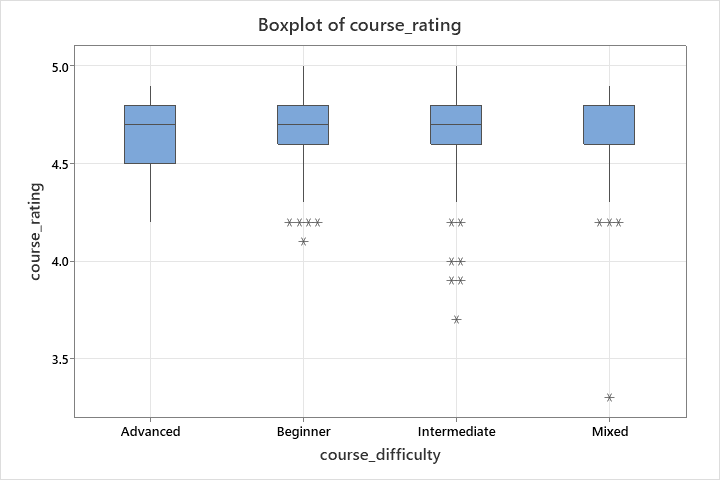 Boxplot of course_rating
5.0
4.5
4.0
3.5
course_rating
Advanced Beginner Intermediate Mixed
course_difficulty